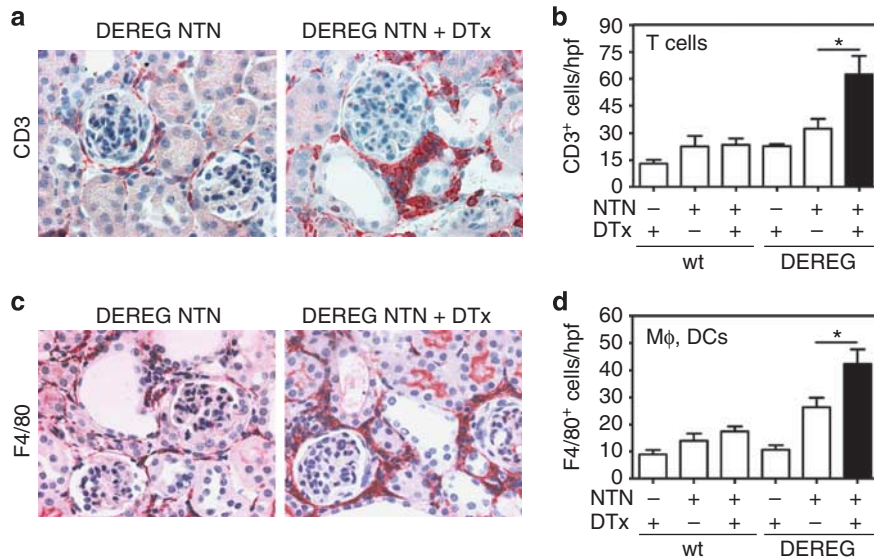 a
DEREG NTN
DEREG NTN + DTx
CD3
b
T cells
CD3+ cells/hpf
90
75
60
45
30
15
0
*
NTN – + + – + +
DTx + – + + – +
wt
DEREG
c
DEREG NTN
DEREG NTN + DTx
F4/80
d
Mϕ, DCs
F4/80+ cells/hpf
60
50
40
30
20
10
0
*
NTN – + + – + +
DTx + – + + – +
wt
DEREG